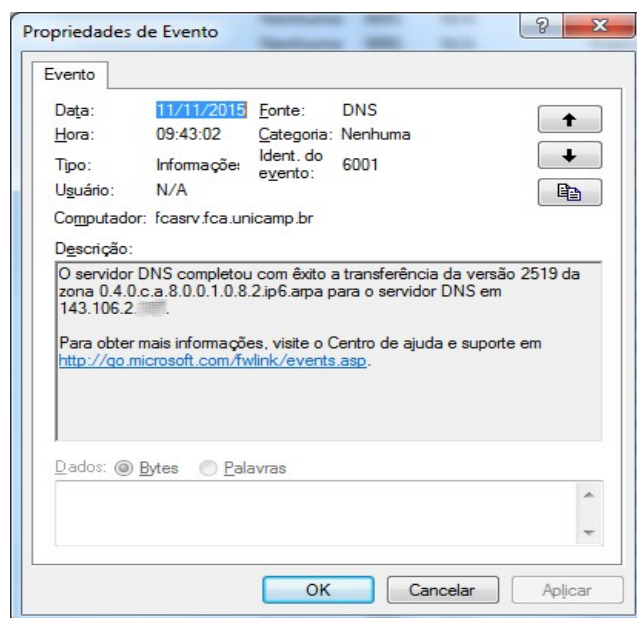 Propriedades de Evento
Evento
Data: 11/11/2015 Fonte: DNS
Hora: 09:43:02 Categoria: Nenhuma
Tipo: Informaçõe Ident. do evento: 6001
Usuário: N/A
Computador: fcasrv.fca.unicamp.br
Descrição:
O servidor DNS completou com êxito a transferência da versão 2519 da
zona 0.4.0.c.a.8.0.0.1.0.8.2.ip6.arpa para o servidor DNS em
143.106.2.
Para obter mais informações, visite o Centro de ajuda e suporte em
http://go.microsoft.com/fwlink/events.asp.
Dados: Bytes Palavras
OK Cancelar Aplicar